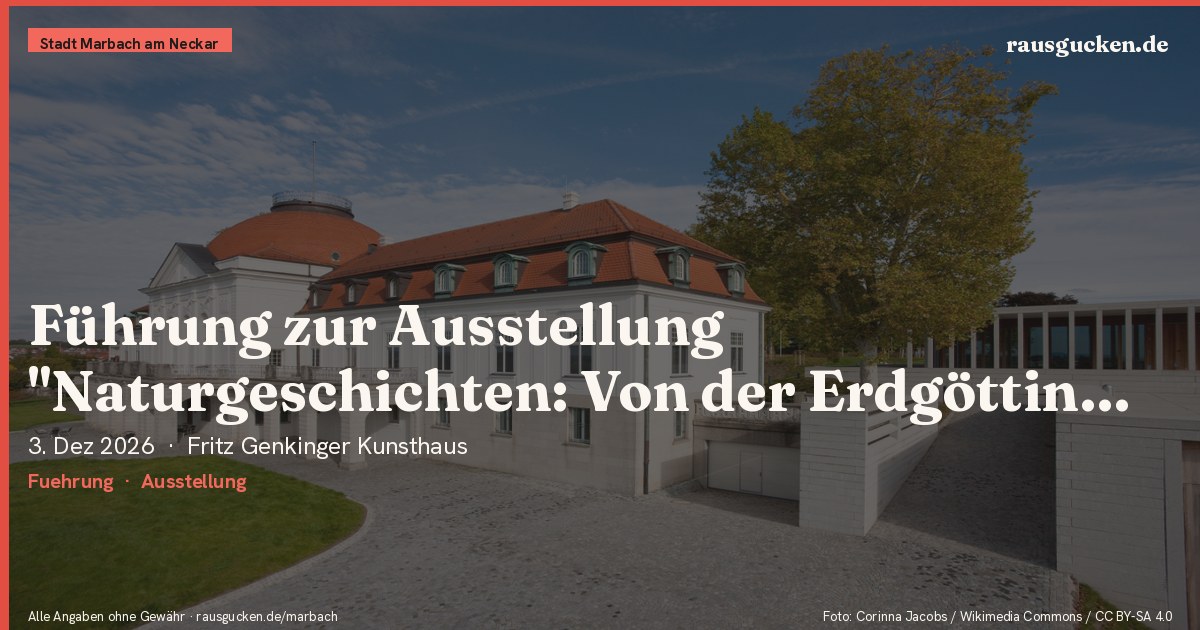 Stadt Marbach am Neckar
rausgucken.de
Führung zur Ausstellung
"Naturgeschichten: Von der Erdgöttin...
3. Dez 2026 · Fritz Genkinger Kunsthaus
Fuehrung · Ausstellung
Alle Angaben ohne Gewähr · rausgucken.de/marbach
Foto: Corinna Jacobs / Wikimedia Commons / CC BY-SA 4.0